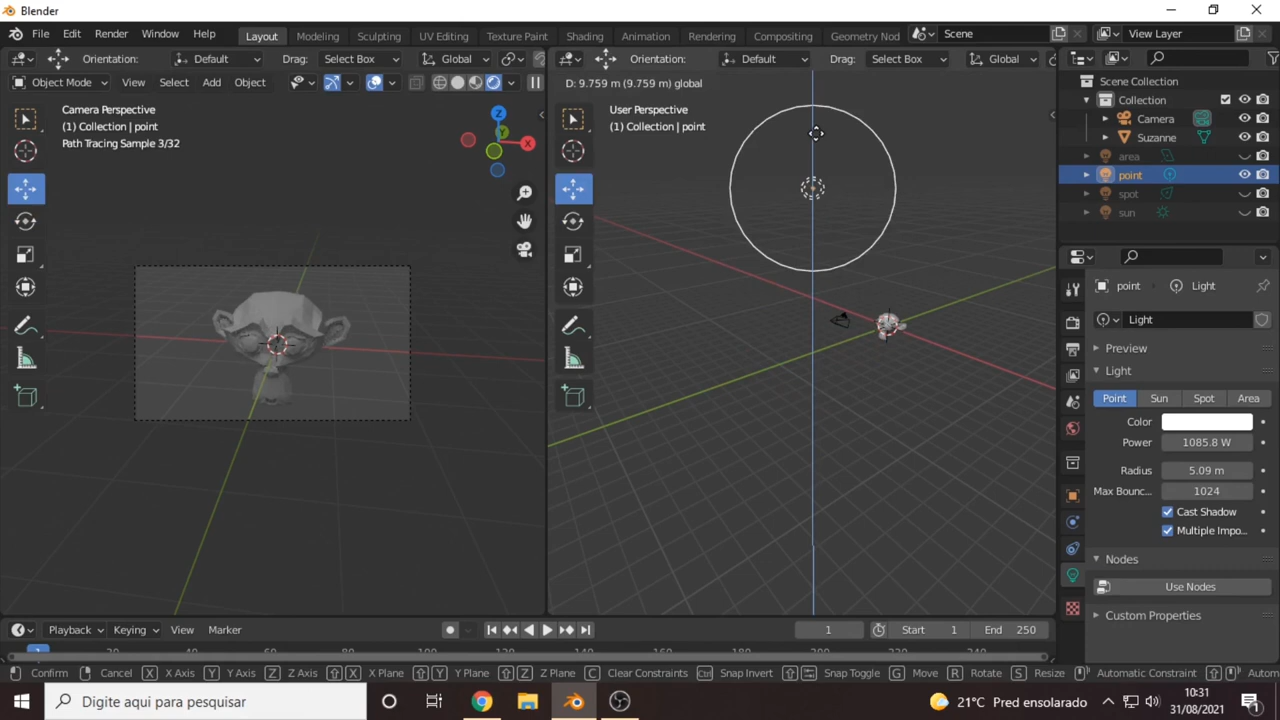 Blender
File Edit Render Window Help Layout Modeling Sculpting UV Editing Texture Paint Shading Animation Rendering Compositing Geometry Nod Scene View Layer
Orientation: Default Drag: Select Box Global
Orientation: Default Drag: Select Box Global
Object Mode View Select Add Object
D: 9.759 m (9.759 m) global
Camera Perspective
(1) Collection | point
Path Tracing Sample 3/32
Z
Y
X
User Perspective
(1) Collection | point
Scene Collection
Collection
Camera
Suzanne
area
point
spot
sun
point Light
Light
Preview
Light
Point Sun Spot Area
Color
Power 1085.8 W
Radius 5.09 m
Max Bounc... 1024
Cast Shadow
Multiple Impo...
Nodes
Use Nodes
Custom Properties
Playback Keying View Marker 1 Start 1 End 250
1
Confirm Cancel X X Axis Y Y Axis Z Z Axis X X Plane Y Y Plane Z Z Plane C Clear Constraints Ctrl Snap Invert Snap Toggle G Move R Rotate S Resize Automatic Constraint Autom
Digite aqui para pesquisar
21°C Pred ensolarado
10:31
31/08/2021
1